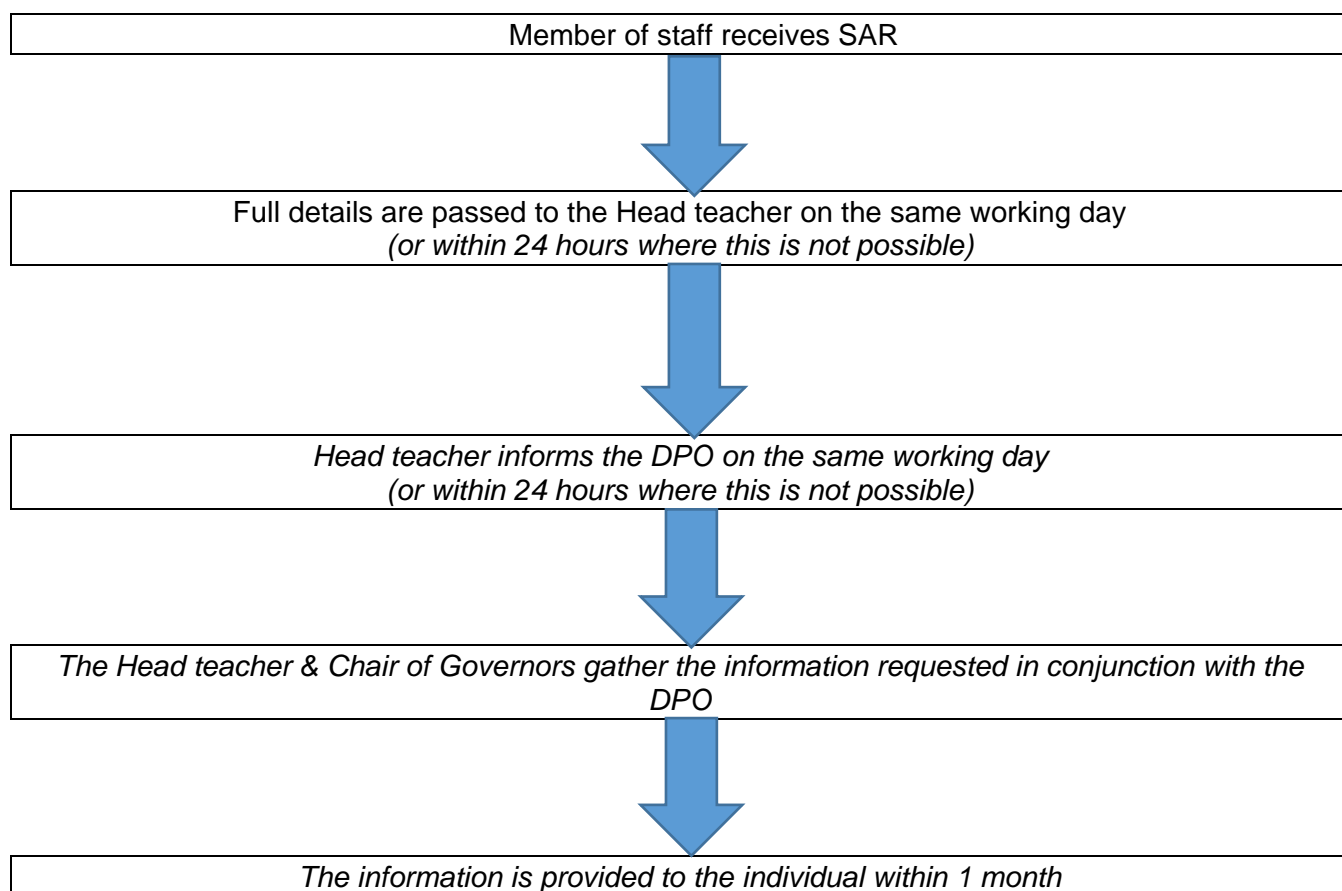 Member of staff receives SAR
Full details are passed to the Head teacher on the same working day
(or within 24 hours where this is not possible)
Head teacher informs the DPO on the same working day
(or within 24 hours where this is not possible)
The Head teacher & Chair of Governors gather the information requested in conjunction with the
DPO
The information is provided to the individual within 1 month